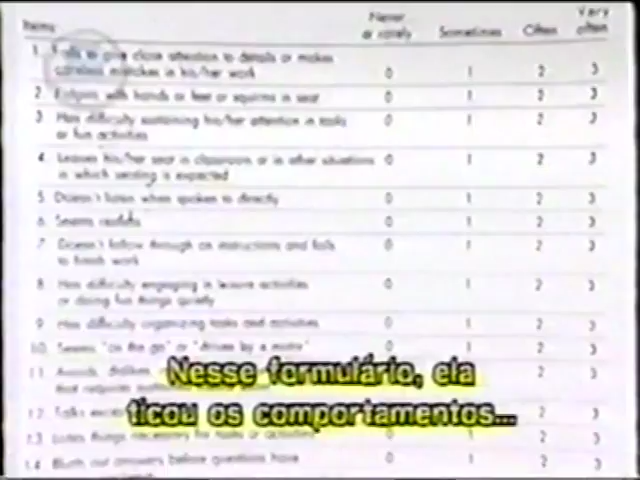 Items Never or rarely Sometimes Often Very often
1. Fails to give close attention to details or makes
careless mistakes in his/her work 0 1 2 3
2. Fidgets with hands or feet or squirms in seat 0 1 2 3
3. Has difficulty sustaining his/her attention in tasks
or fun activities 0 1 2 3
4. Leaves his/her seat in classroom or in other situations
in which seating is expected 0 1 2 3
5. Doesn't listen when spoken to directly 0 1 2 3
6. Seems restless 0 1 2 3
7. Doesn't follow through on instructions and fails
to finish work 0 1 2 3
8. Has difficulty engaging in leisure activities
or doing fun things quietly 0 1 2 3
9. Has difficulty organizing tasks and activities 0 1 2 3
10. Seems "on the go" or "driven by a motor" 2 3
11. Avoids, dislikes 2 3
that requires
Nesse formulário, ela
ticou os comportamentos...
12. Talks 2 3
13. Loses things necessary for tasks or activities 0 1 2 3
14. Blurts out answers before questions have 0 1 2 3